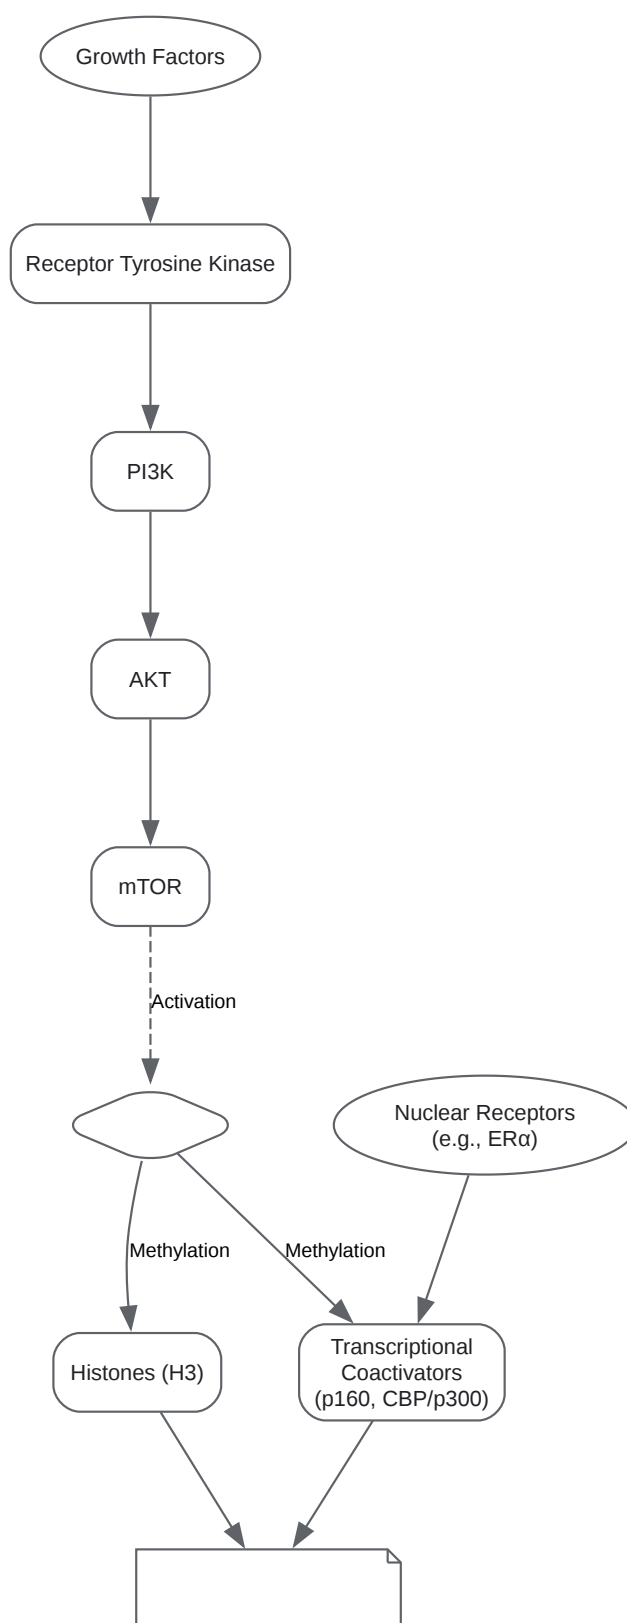 Growth Factors
Receptor Tyrosine Kinase
PI3K
AKT
mTOR
Activation
Nuclear Receptors
(e.g., ERα)
Methylation
Methylation
Histones (H3)
Transcriptional
Coactivators
(p160, CBP/p300)